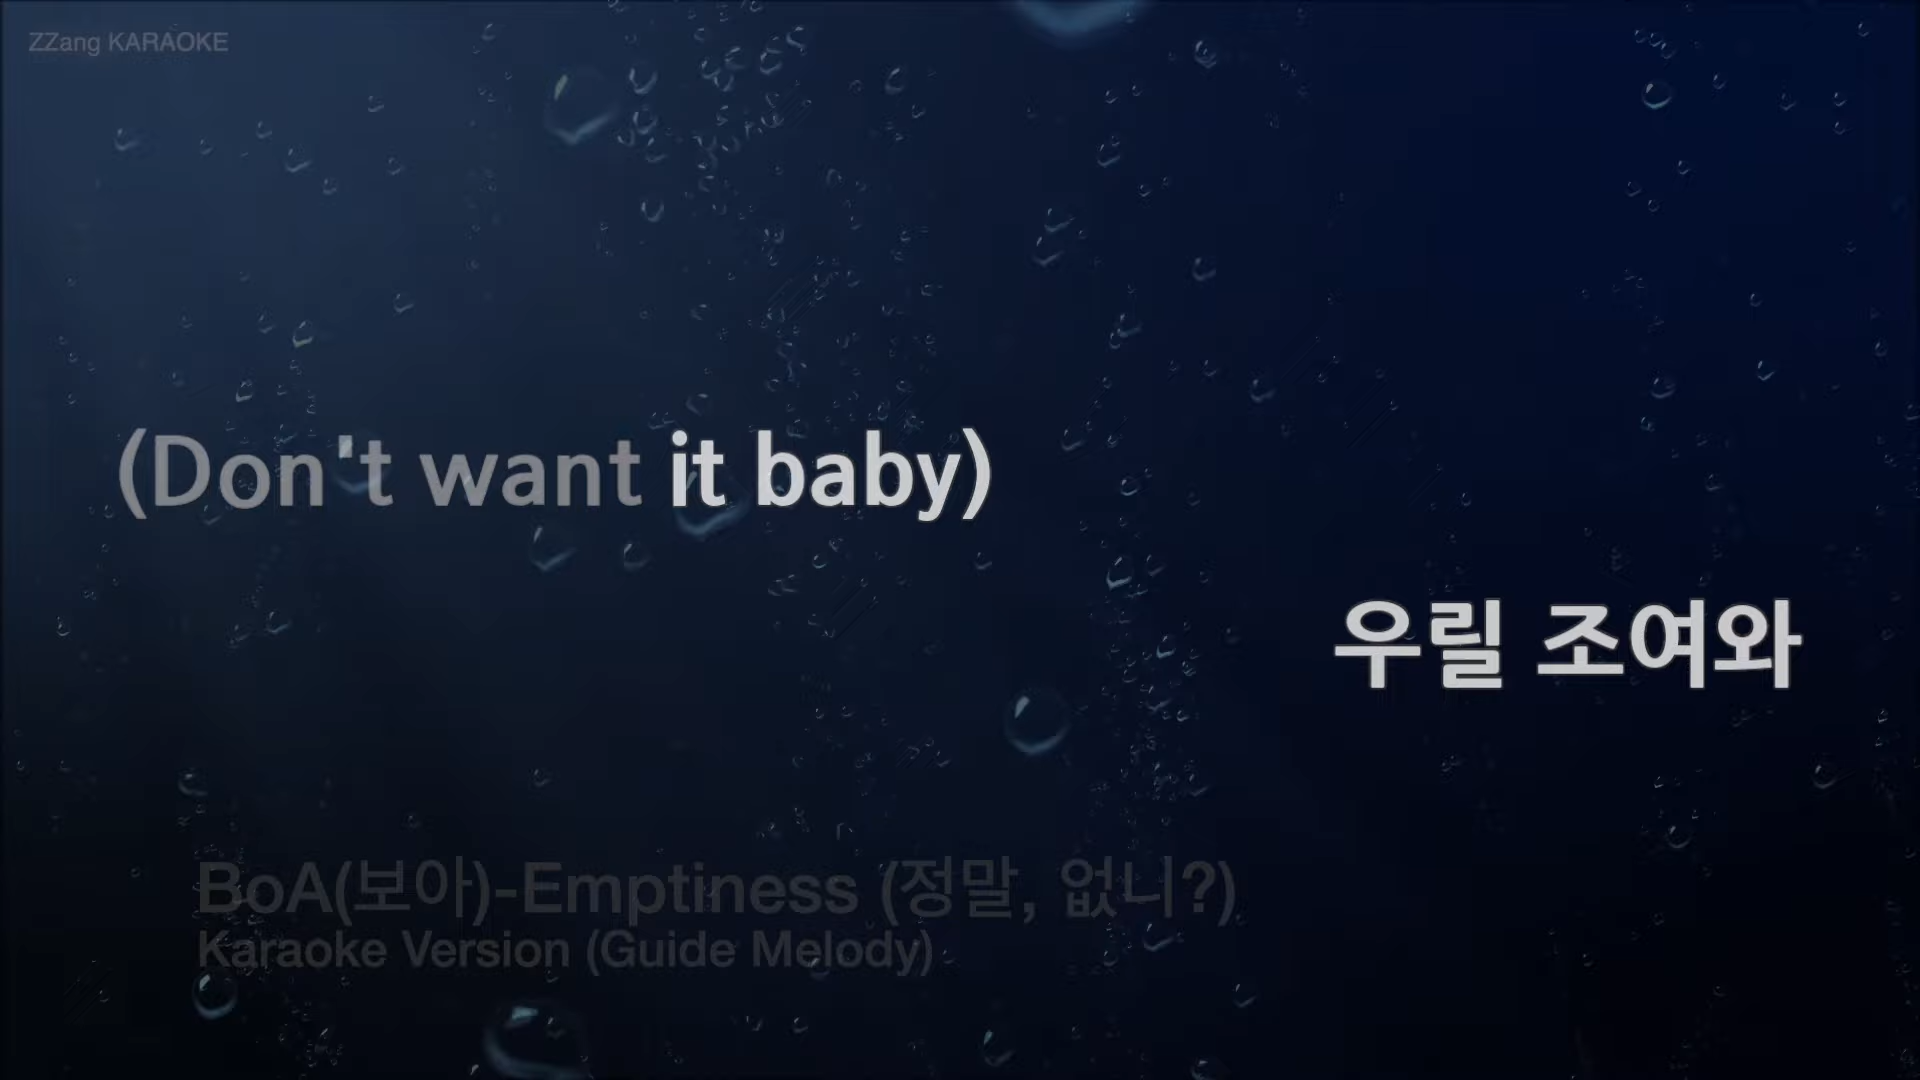 ZZang KARAOKE
(Don't want it baby)
우릴 조여와
BoA(보아)-Emptiness (정말, 없니?)
Karaoke Version (Guide Melody)